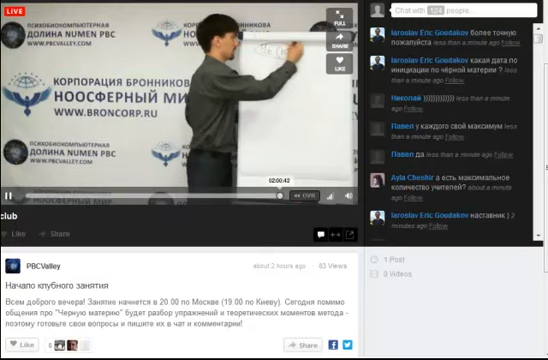 LIVE
ПСИХОБИОКОМПЬЮТЕРНАЯ
ДОЛИНА NUMEN PBC
WWW.PBCVALLEY.COM
КОРПОРАЦИЯ БРОННИКОВА
НООСФЕРНЫЙ МИР
WWW.BRONCORP.RU
ПСИХОБИОКОМПЬЮТЕРНАЯ
ДОЛИНА NUMEN PBC
WWW.PBCVALLEY.COM
FULL
SHARE
LIKE
02:00:42
DVR
club
Like
Share
PBCValley
about 2 hours ago
83 Views
Начало клубного занятия
Всем доброго вечера! Занятие начнется в 20.00 по Москве (19.00 по Киеву). Сегодня помимо
общения про "Черную материю" будет разбор упражнений и теоретических моментов метода -
поэтому готовьте свои вопросы и пишите их в чат и комментарии!
Like
6
Share
Chat with 124 people...
Iaroslav Eric Goudakov более точную
пожалуйста less than a minute ago Follow
Iaroslav Eric Goudakov какая дата по
инициации по чёрной материи ? less
than a minute ago Follow
Николай )))))))))))))) less than a minute
ago Follow
Павел у каждого свой максимум less
than a minute ago Follow
Павел да less than a minute ago Follow
Ayla Cheshir а есть максимальное
количество учителей? about a minute
ago Follow
Iaroslav Eric Goudakov наставник ) 2
minutes ago Follow
1 Post
0 Videos